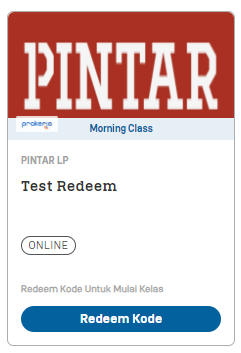 PINTAR
prakerja
Morning Class
PINTAR LP
Test Redeem
ONLINE
Redeem Kode Untuk Mulai Kelas
Redeem Kode